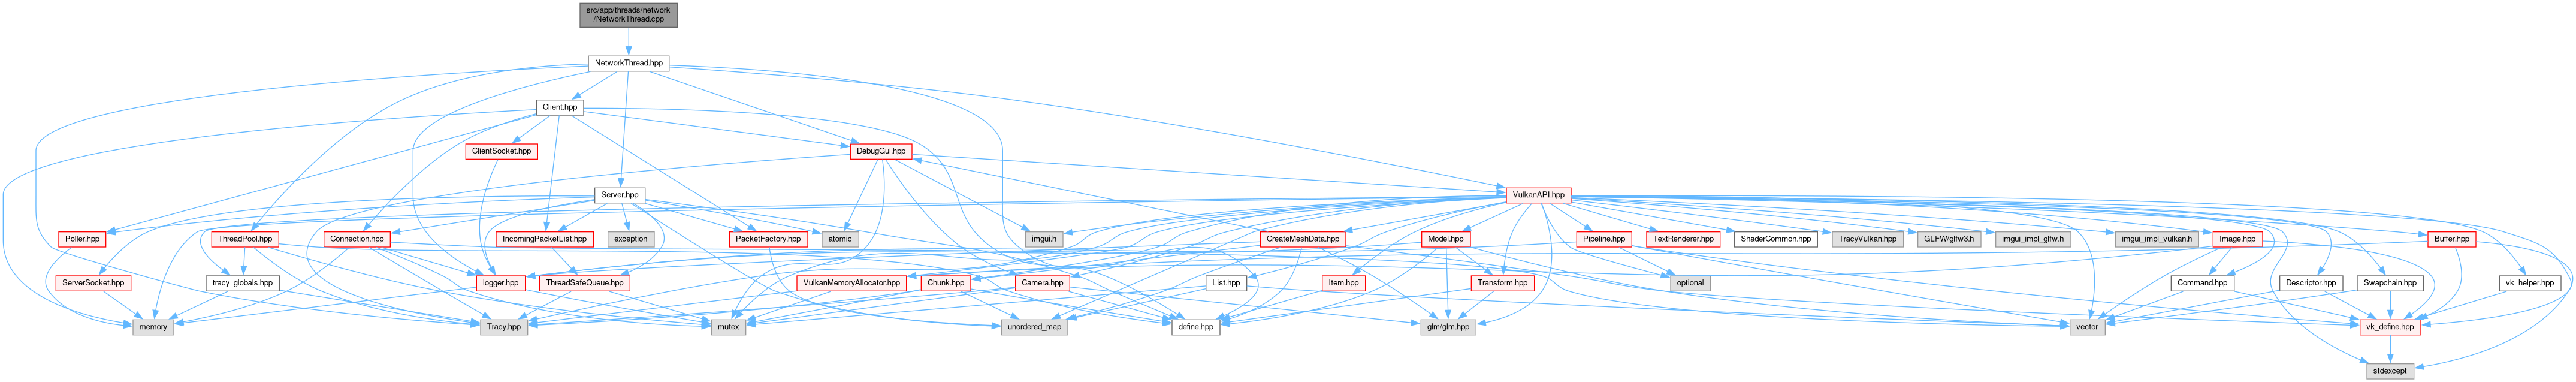 src/app/threads/network
/NetworkThread.cpp
NetworkThread.hpp
Client.hpp
ClientSocket.hpp
DebugGui.hpp
Server.hpp
VulkanAPI.hpp
Poller.hpp
ThreadPool.hpp
Connection.hpp
IncomingPacketList.hpp
exception
PacketFactory.hpp
atomic
imgui.h
CreateMeshData.hpp
Model.hpp
Pipeline.hpp
TextRenderer.hpp
ShaderCommon.hpp
TracyVulkan.hpp
GLFW/glfw3.h
imgui_impl_glfw.h
imgui_impl_vulkan.h
Image.hpp
Buffer.hpp
ServerSocket.hpp
tracy_globals.hpp
logger.hpp
ThreadSafeQueue.hpp
VulkanMemoryAllocator.hpp
Chunk.hpp
Camera.hpp
List.hpp
Item.hpp
Transform.hpp
optional
Command.hpp
Descriptor.hpp
Swapchain.hpp
vk_helper.hpp
memory
Tracy.hpp
mutex
unordered_map
define.hpp
glm/glm.hpp
vector
vk_define.hpp
stdexcept